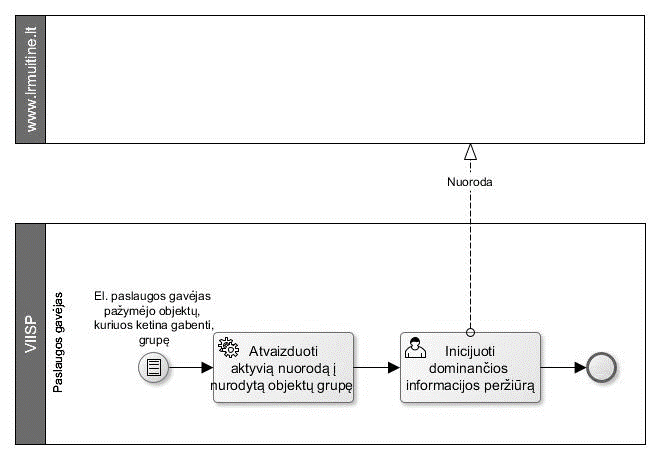 www.lrmuitine.lt
Nuoroda
VIISP
Paslaugos gavėjas
El. paslaugos gavėjas
pažymėjo objektų,
kuriuos ketina gabenti,
grupę
Atvaizduoti
aktyvią nuorodą į
nurodytą objektų grupę
Inicijuoti
dominančios
informacijos peržiūrą